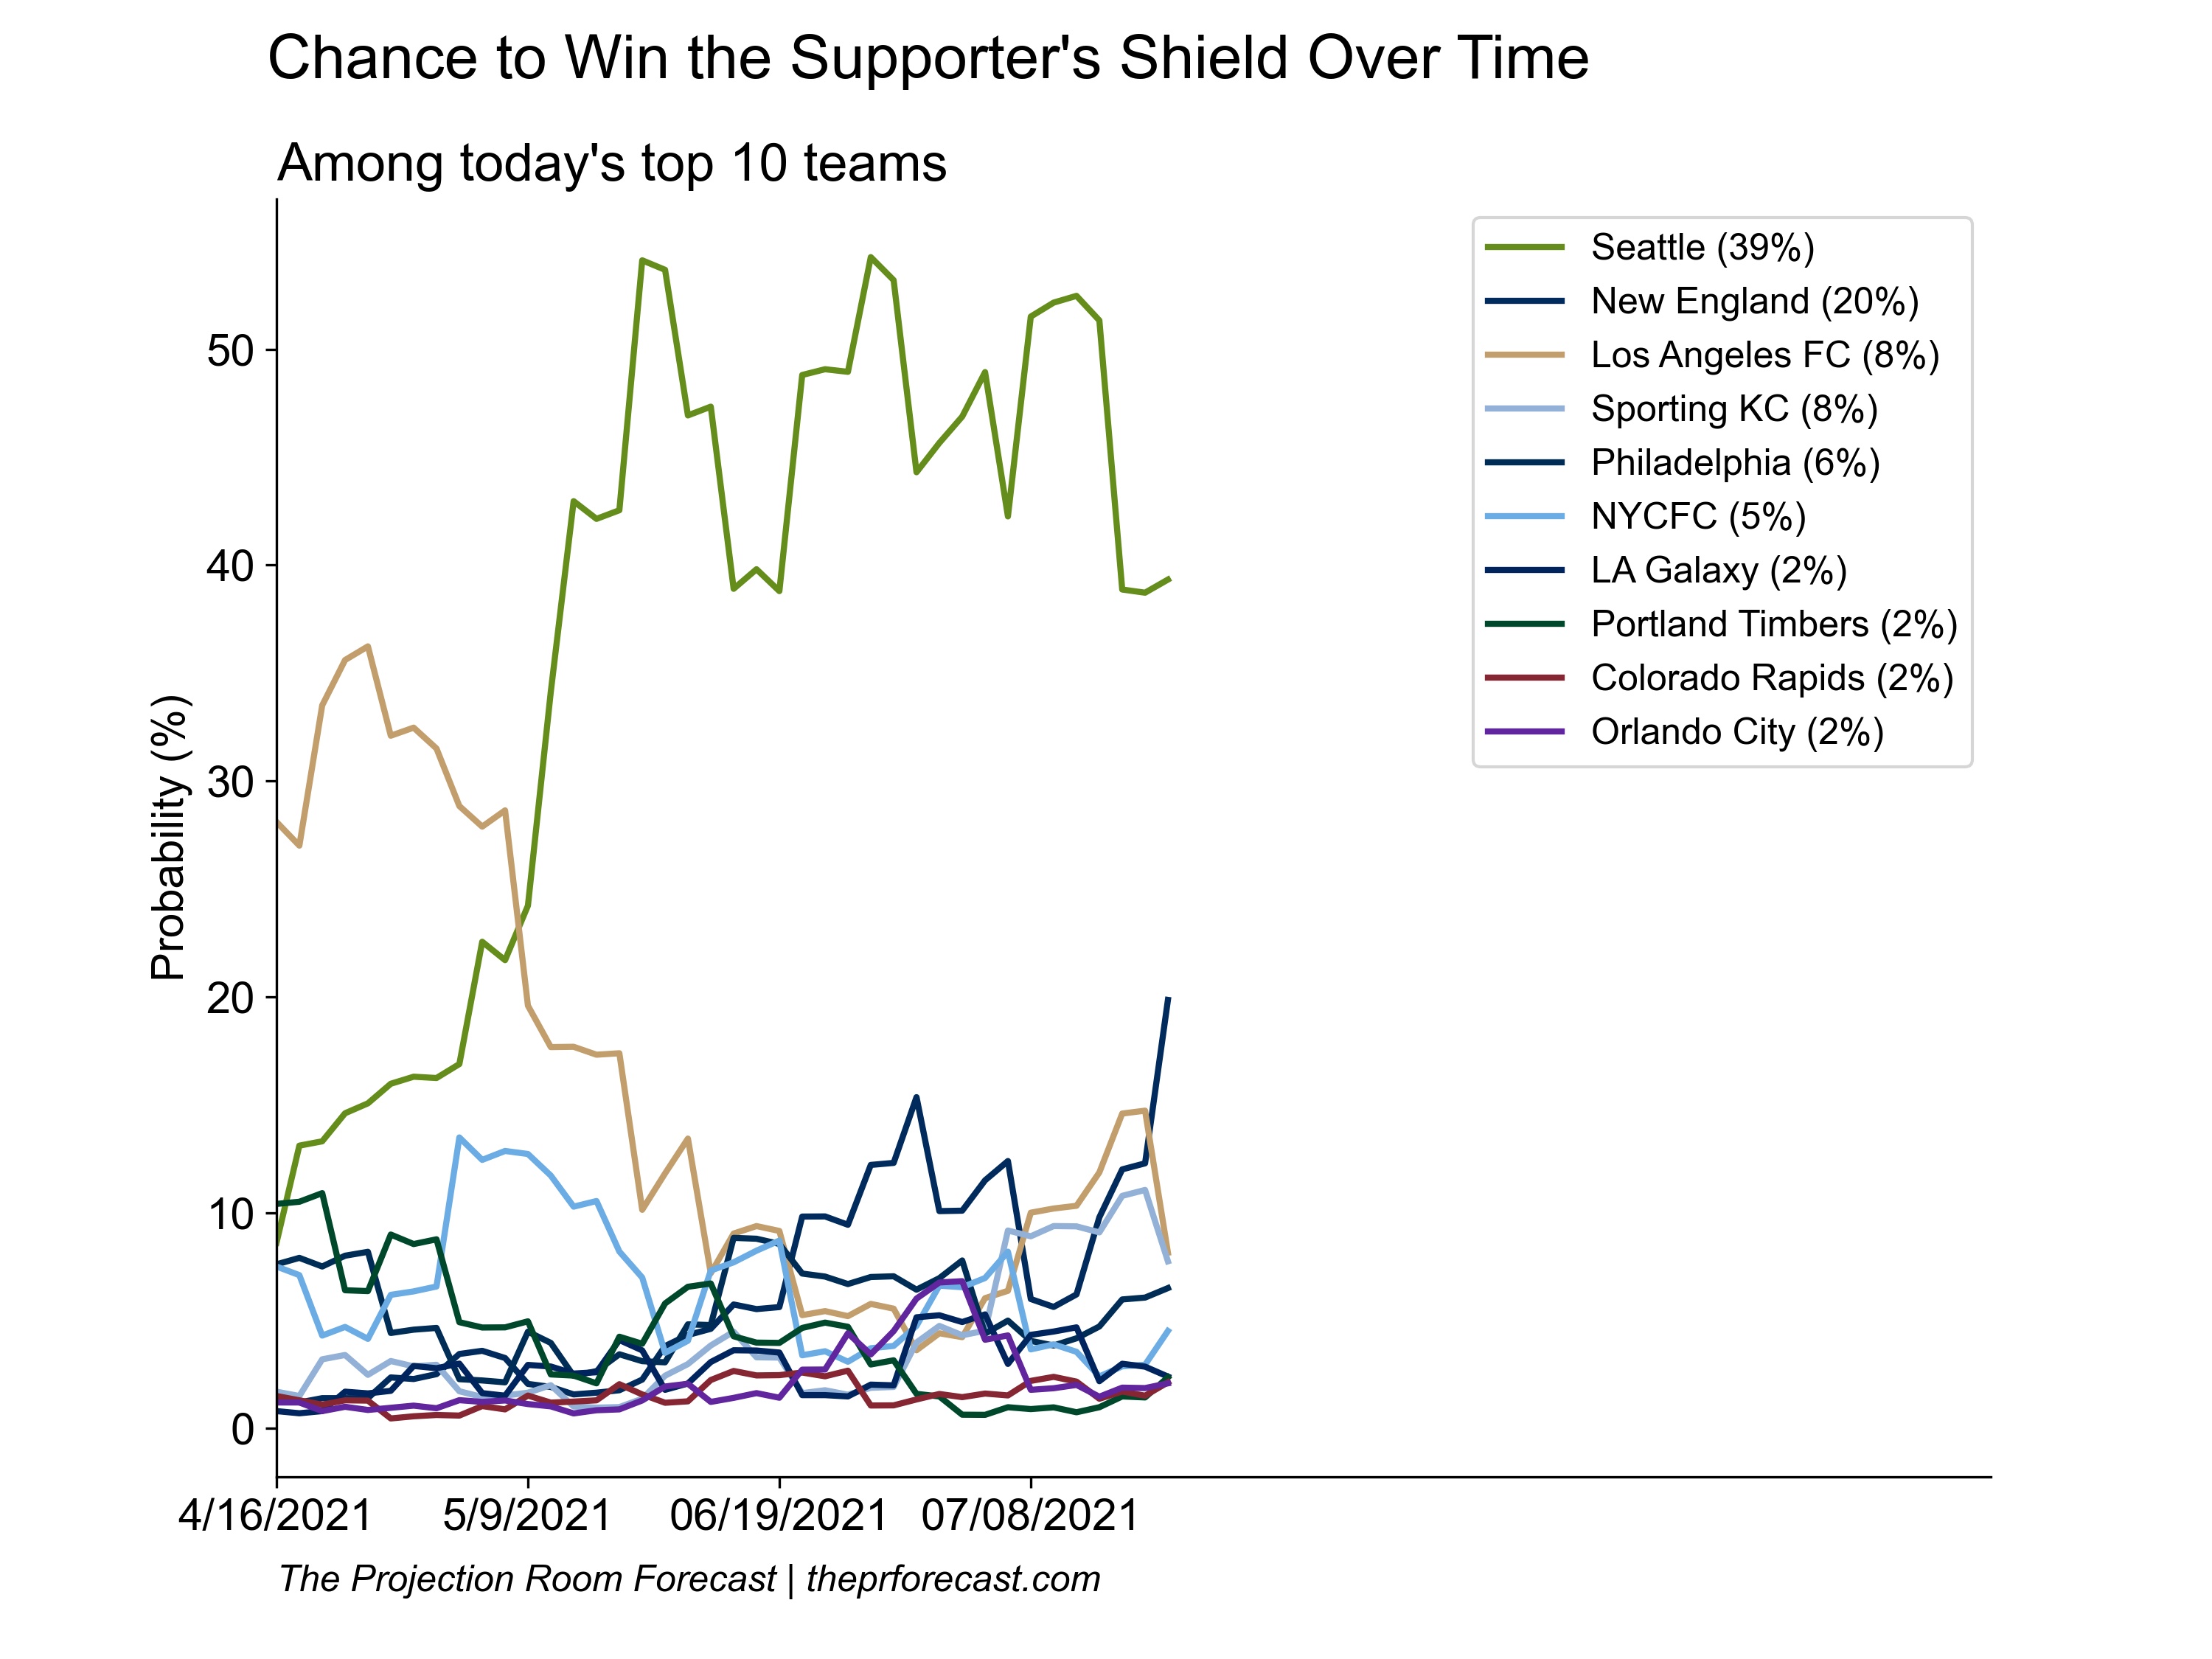 Chance to Win the Supporter's Shield Over Time
Among today's top 10 teams
Seattle (39%)
New England (20%)
Los Angeles FC (8%)
Sporting KC (8%)
Philadelphia (6%)
NYCFC (5%)
LA Galaxy (2%)
Portland Timbers (2%)
Colorado Rapids (2%)
Orlando City (2%)
Probability (%)
50
40
30
20
10
0
4/16/2021 5/9/2021 06/19/2021 07/08/2021
The Projection Room Forecast | theprforecast.com